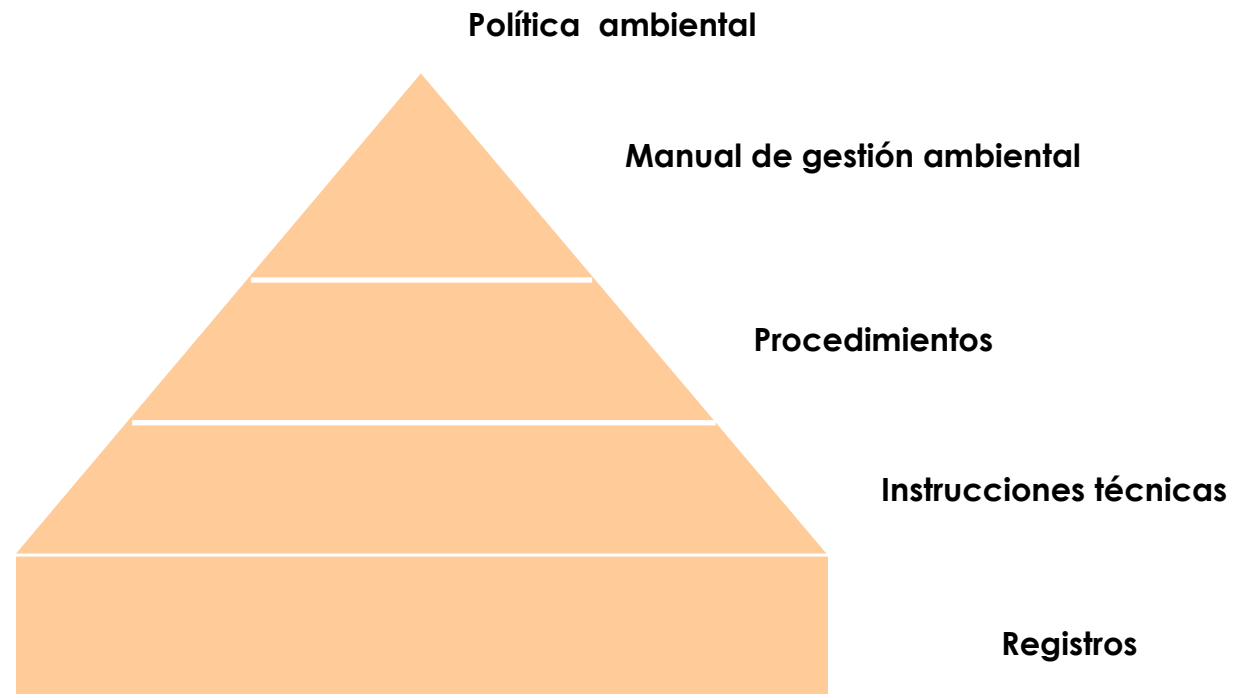 Política ambiental
Manual de gestión ambiental
Procedimientos
Instrucciones técnicas
Registros